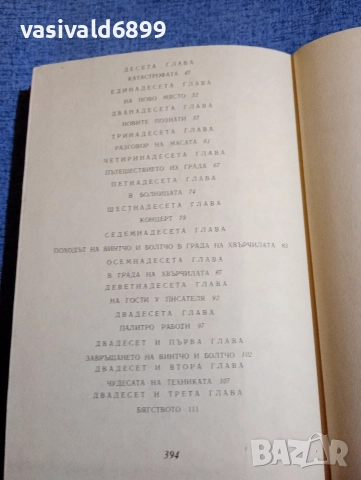 vasivald6899
ДЕСЕТА ГЛАВА
КАТАСТРОФАТА 47
ЕДИНАДЕСЕТА ГЛАВА
НА НОВО МЯСТО 52
ДВАНАДЕСЕТА ГЛАВА
НОВИТЕ ПОЗНАТИ 57
ТРИНАДЕСЕТА ГЛАВА
РАЗГОВОР НА МАСАТА 61
ЧЕТИРИНАДЕСЕТА ГЛАВА
ПЪТЕШЕСТВИЕТО ИЗ ГРАДА 67
ПЕТНАДЕСЕТА ГЛАВА
В БОЛНИЦАТА 74
ШЕСТНАДЕСЕТА ГЛАВА
КОНЦЕРТ 79
СЕДЕМНАДЕСЕТА ГЛАВА
ПОХОДЪТ НА ВИНТЧО И БОЛТЧО В ГРАДА НА ХВЪРЧИЛАТА
ОСЕМНАДЕСЕТА ГЛАВА
В ГРАДА НА ХВЪРЧИЛАТА 87
ДЕВЕТНАДЕСЕТА ГЛАВА
НА ГОСТИ У ПИСАТЕЛЯ 92
ДВАДЕСЕТА ГЛАВА
ПАЛИТРО РАБОТИ 97
ДВАДЕСЕТ И ПЪРВА ГЛАВА
ЗАВРЪЩАНЕТО НА ВИНТЧО И БОЛТЧО 102
ДВАДЕСЕТ И ВТОРА ГЛАВА
ЧУДЕСАТА НА ТЕХНИКАТА 107
ДВАДЕСЕТ И ТРЕТА ГЛАВА
БЯГСТВОТО 111
394
BAZAR.bg